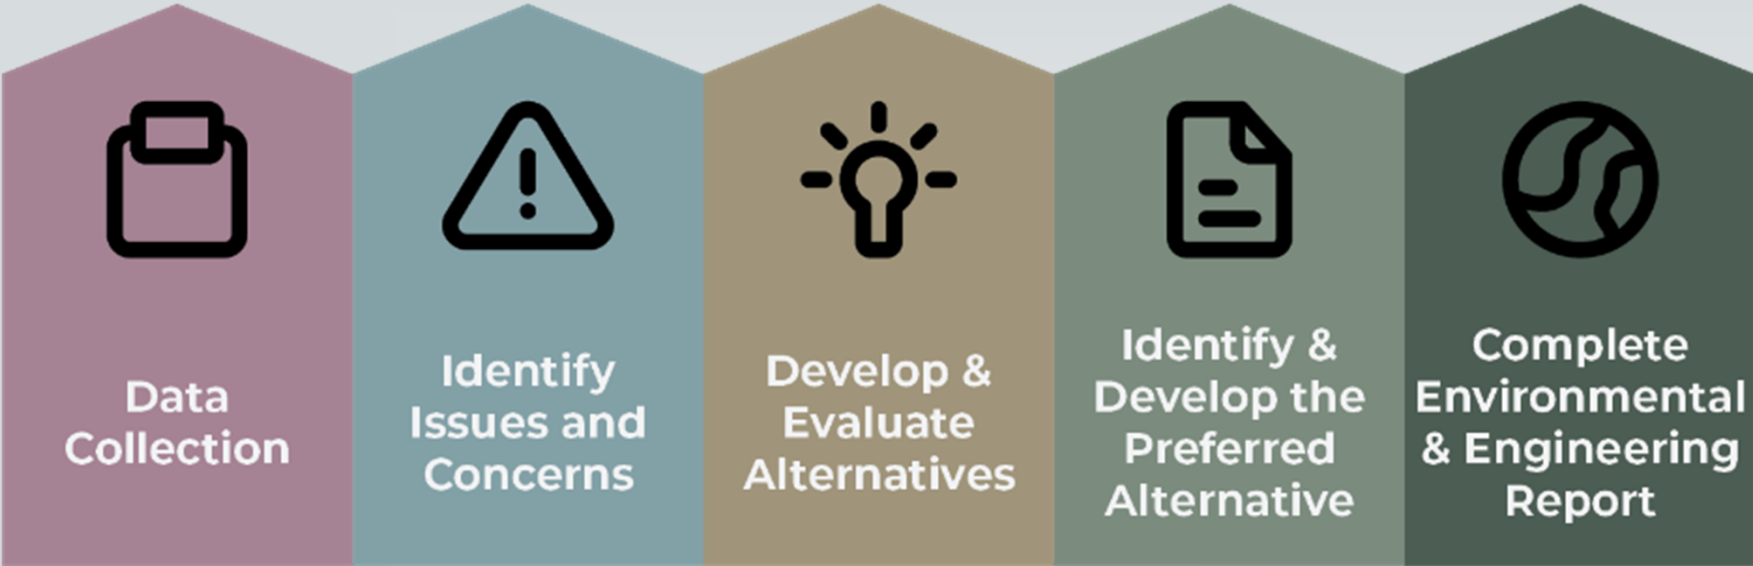 Data
Collection
Identify
Issues and
Concerns
Develop &
Evaluate
Alternatives
Identify &
Develop the
Preferred
Alternative
Complete
Environmental
& Engineering
Report